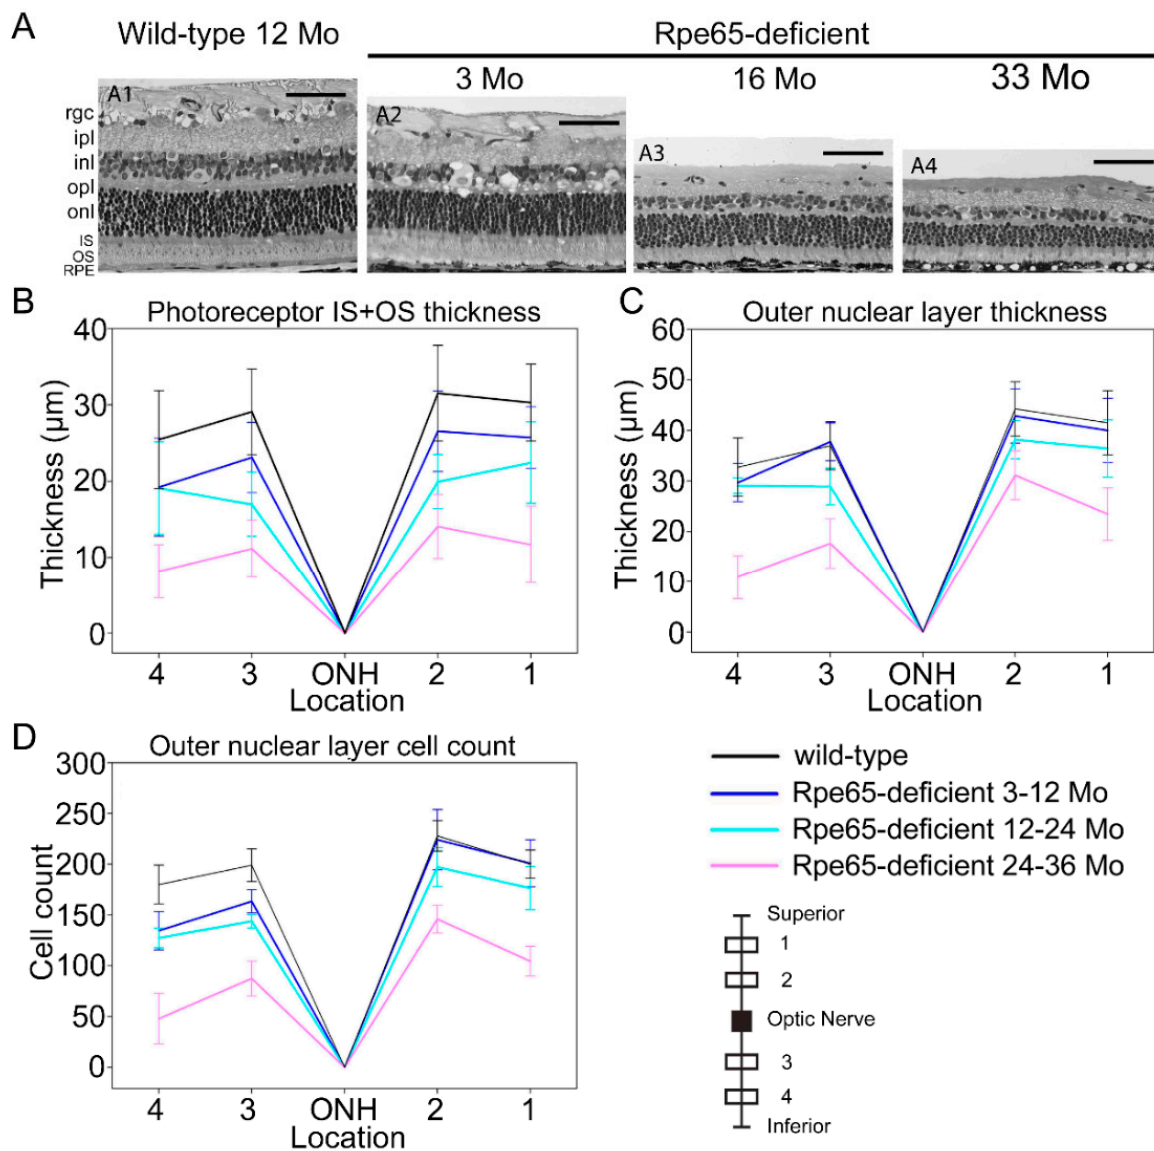 A
Wild-type 12 Mo
Rpe65-deficient
3 Mo
16 Mo
33 Mo
A1
A2
A3
A4
rgc
ipl
inl
opl
onl
IS
OS
RPE
B
Photoreceptor IS+OS thickness
40
30
20
10
0
Thickness (µm)
4 3 ONH 2 1
Location
C
Outer nuclear layer thickness
60
50
40
30
20
10
0
Thickness (µm)
4 3 ONH 2 1
Location
D
Outer nuclear layer cell count
300
250
200
150
100
50
0
Cell count
4 3 ONH 2 1
Location
wild-type
Rpe65-deficient 3-12 Mo
Rpe65-deficient 12-24 Mo
Rpe65-deficient 24-36 Mo
Superior
1
2
Optic Nerve
3
4
Inferior